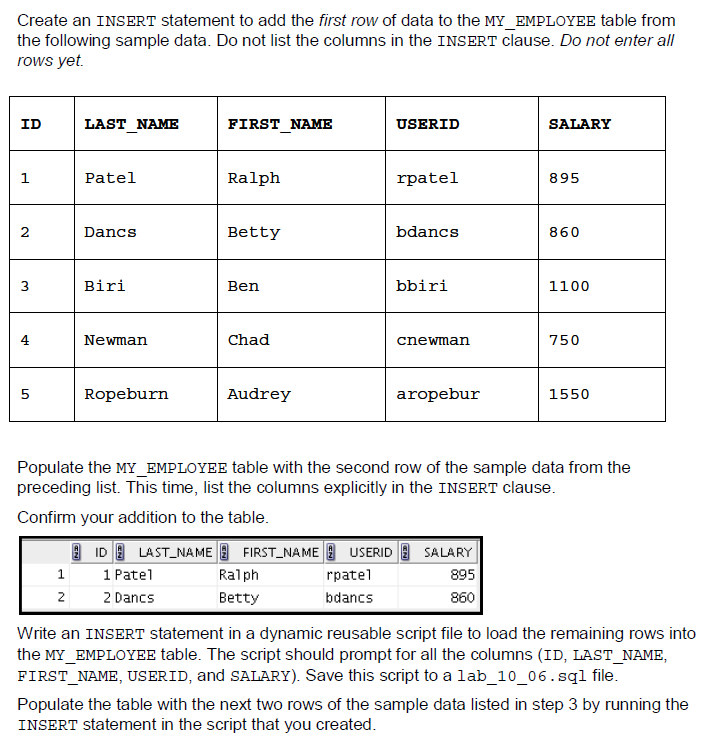 Create an INSERT statement to add the first row of data to the MY_EMPLOYEE table from
the following sample data. Do not list the columns in the INSERT clause. Do not enter all
rows yet.
ID LAST_NAME FIRST_NAME USERID SALARY
1 Patel Ralph rpatel 895
2 Dancs Betty bdancs 860
3 Biri Ben bbiri 1100
4 Newman Chad cnewman 750
5 Ropeburn Audrey aropebur 1550
Populate the MY_EMPLOYEE table with the second row of the sample data from the
preceding list. This time, list the columns explicitly in the INSERT clause.
Confirm your addition to the table.
ID LAST_NAME FIRST_NAME USERID SALARY
1 1 Patel Ralph rpatel 895
2 2 Dancs Betty bdancs 860
Write an INSERT statement in a dynamic reusable script file to load the remaining rows into
the MY_EMPLOYEE table. The script should prompt for all the columns (ID, LAST_NAME,
FIRST_NAME, USERID, and SALARY). Save this script to a lab_10_06.sql file.
Populate the table with the next two rows of the sample data listed in step 3 by running the
INSERT statement in the script that you created.